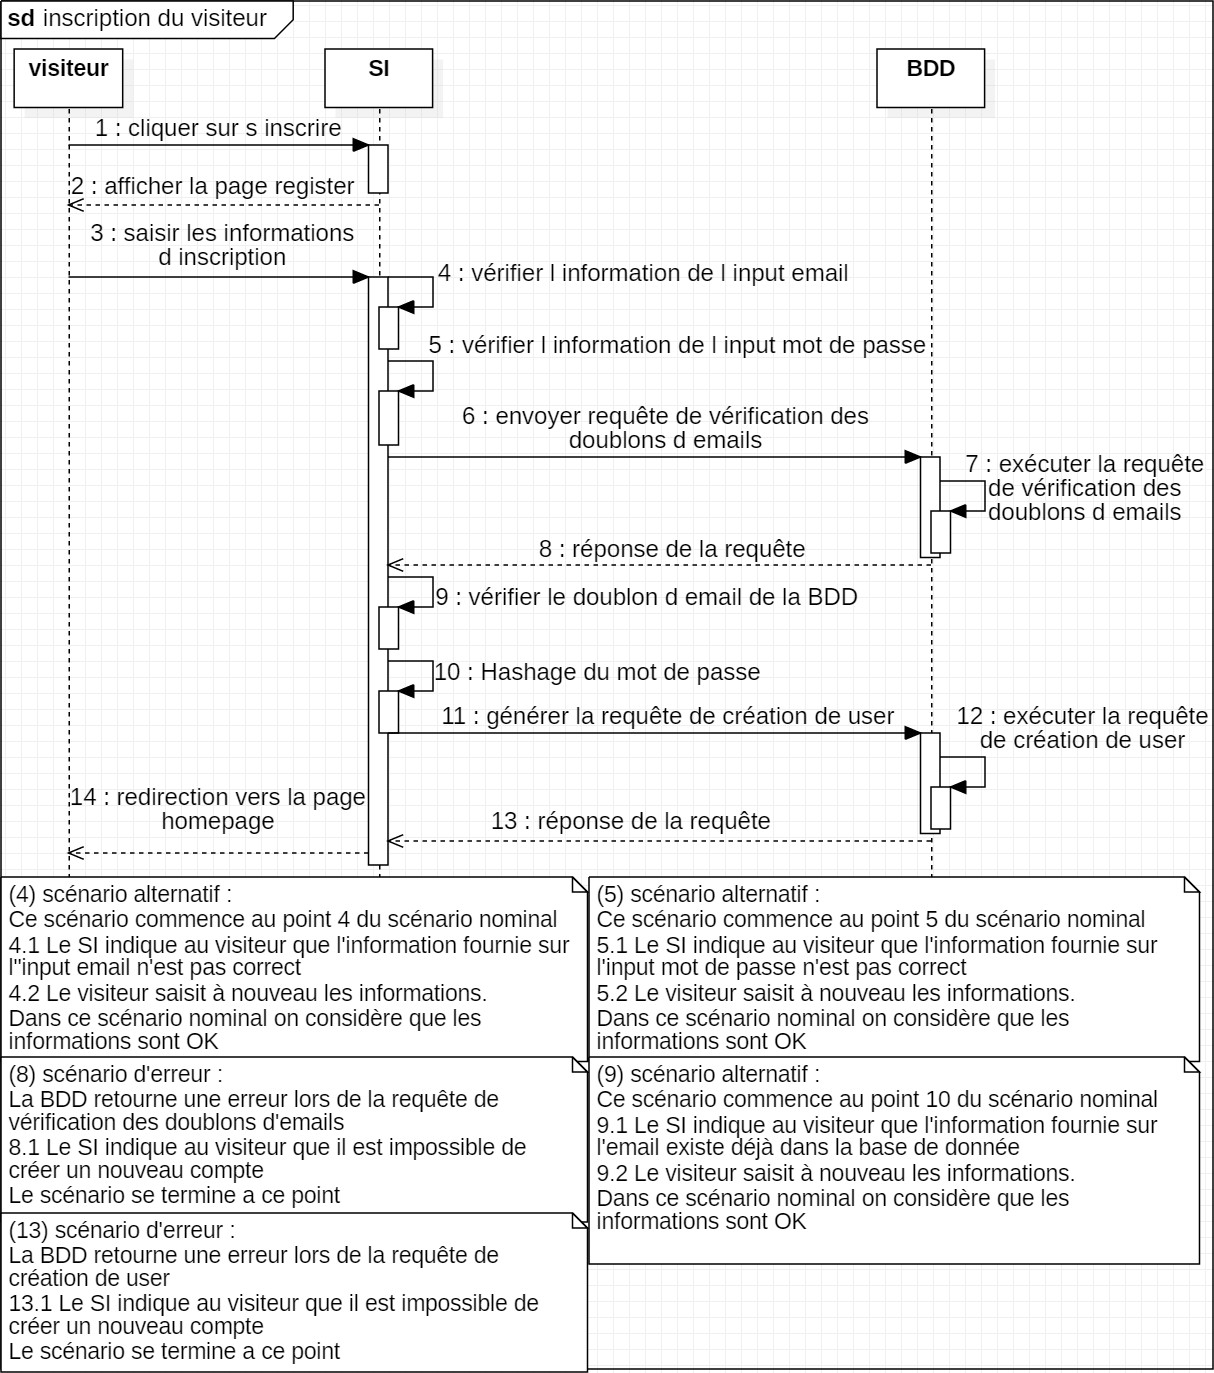 sd inscription du visiteur
visiteur
SI
BDD
1 : cliquer sur s inscrire
2 : afficher la page register
3 : saisir les informations
d inscription
4 : vérifier l information de l input email
5 : vérifier l information de l input mot de passe
6 : envoyer requête de vérification des
doublons d emails
7 : exécuter la requête
de vérification des
doublons d emails
8 : réponse de la requête
9 : vérifier le doublon d email de la BDD
10 : Hashage du mot de passe
11 : générer la requête de création de user
12 : exécuter la requête
de création de user
14 : redirection vers la page
homepage
13 : réponse de la requête
(4) scénario alternatif :
Ce scénario commence au point 4 du scénario nominal
4.1 Le SI indique au visiteur que l'information fournie sur
l''input email n'est pas correct
4.2 Le visiteur saisit à nouveau les informations.
Dans ce scénario nominal on considère que les
informations sont OK
(5) scénario alternatif :
Ce scénario commence au point 5 du scénario nominal
5.1 Le SI indique au visiteur que l'information fournie sur
l'input mot de passe n'est pas correct
5.2 Le visiteur saisit à nouveau les informations.
Dans ce scénario nominal on considère que les
informations sont OK
(8) scénario d'erreur :
La BDD retourne une erreur lors de la requête de
vérification des doublons d'emails
8.1 Le SI indique au visiteur que il est impossible de
créer un nouveau compte
Le scénario se termine a ce point
(9) scénario alternatif :
Ce scénario commence au point 10 du scénario nominal
9.1 Le SI indique au visiteur que l'information fournie sur
l'email existe déjà dans la base de donnée
9.2 Le visiteur saisit à nouveau les informations.
Dans ce scénario nominal on considère que les
informations sont OK
(13) scénario d'erreur :
La BDD retourne une erreur lors de la requête de
création de user
13.1 Le SI indique au visiteur que il est impossible de
créer un nouveau compte
Le scénario se termine a ce point